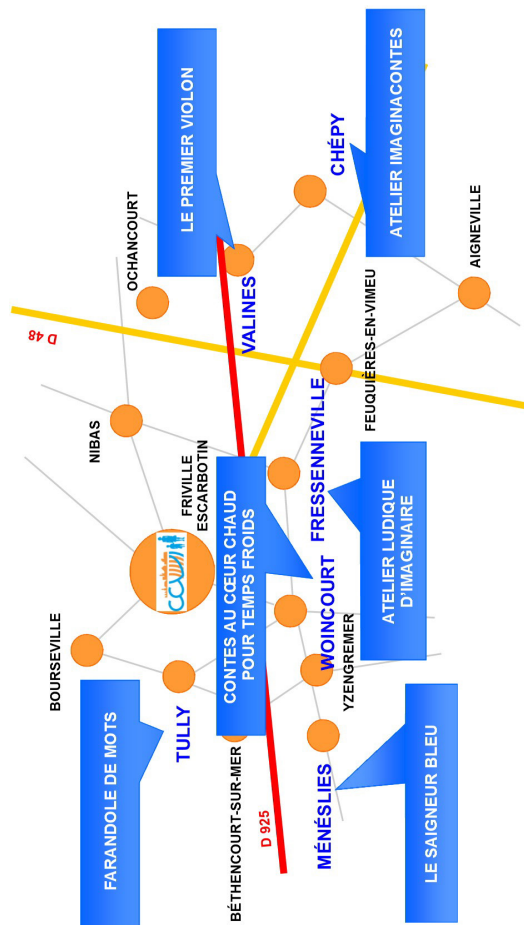 FARANDOLE DE MOTS
BOURSEVILLE
TULLY
BÉTHENCOURT-SUR-MER
D 925
MÉNÉSLIES
LE SAIGNEUR BLEU
YZENGREMER
WOINCOURT
CONTES AU CŒUR CHAUD
POUR TEMPS FROIDS
FRIVILLE
ESCARBOTIN
NIBAS
FRESSENNEVILLE
ATELIER LUDIQUE
D'IMAGINAIRE
FEUQUIÈRES-EN-VIMEU
D 48
OCHANCOURT
VALINES
LE PREMIER VIOLON
CHÉPY
ATELIER IMAGINACONTES
AIGNEVILLE